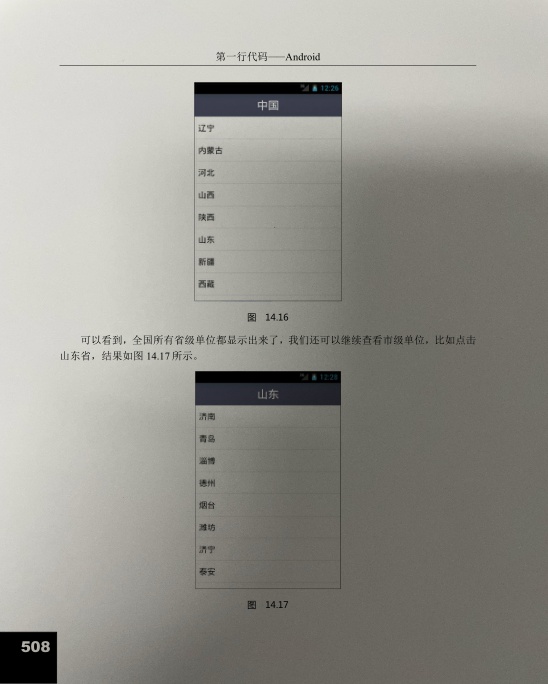 第一行代码——Android
12:26
中国
辽宁
内蒙古
河北
山西
陕西
山东
新疆
西藏
图 14.16
可以看到，全国所有省级单位都显示出来了，我们还可以继续查看市级单位，比如点击
山东省，结果如图 14.17 所示。
12:28
山东
济南
青岛
淄博
德州
烟台
潍坊
济宁
泰安
图 14.17
508